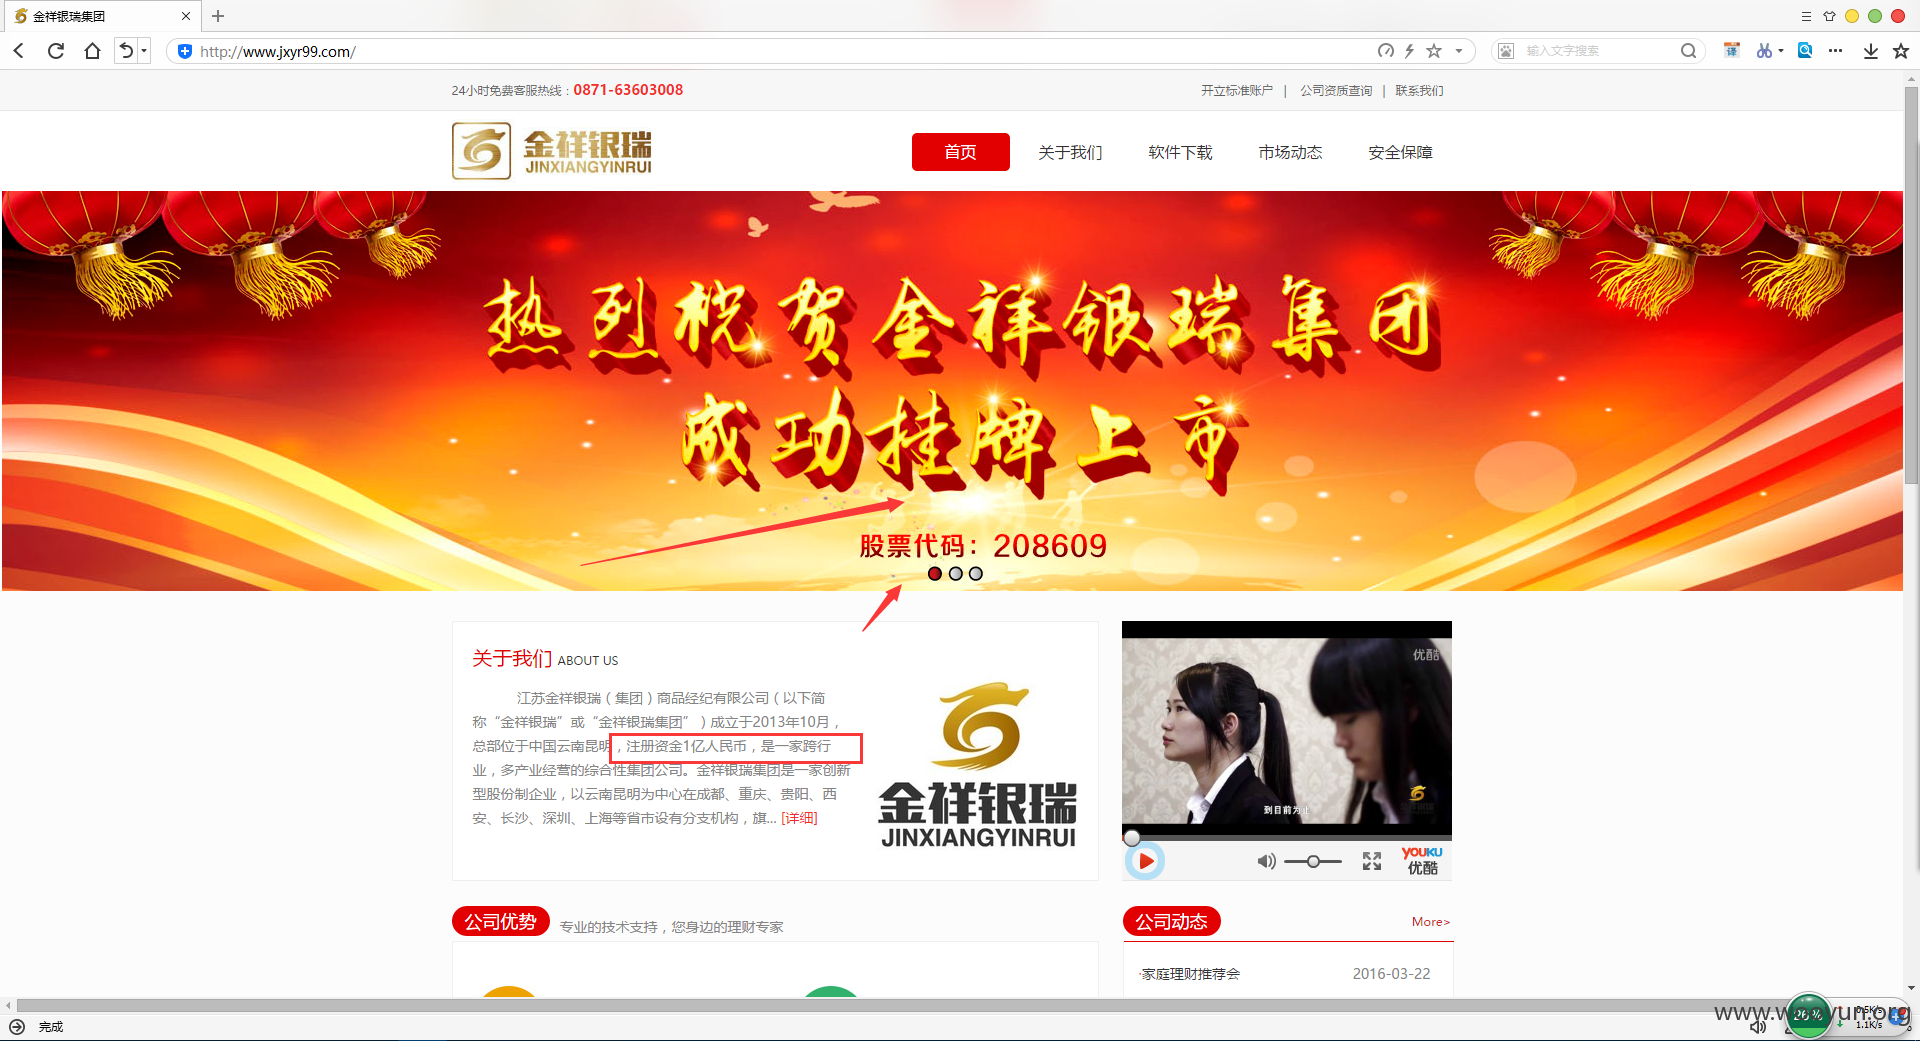 金祥银瑞集团
http://www.jxyr99.com/
输入文字搜索
译
24小时免费客服热线：0871-63603008
开立标准账户 | 公司资质查询 | 联系我们
金祥银瑞
JINXIANGYINRUI
首页 关于我们 软件下载 市场动态 安全保障
热烈祝贺金祥银瑞集团
成功挂牌上市
股票代码：208609
关于我们 ABOUT US
江苏金祥银瑞（集团）商品经纪有限公司（以下简
称“金祥银瑞”或“金祥银瑞集团”）成立于2013年10月，
总部位于中国云南昆明，注册资金1亿人民币，是一家跨行
业，多产业经营的综合性集团公司。金祥银瑞集团是一家创新
型股份制企业，以云南昆明为中心在成都、重庆、贵阳、西
安、长沙、深圳、上海等省市设有分支机构，旗... [详细]
金祥银瑞
JINXIANGYINRUI
优酷
到目前为止
YOUKU
优酷
公司优势 专业的技术支持，您身边的理财专家
公司动态 More>
·家庭理财推荐会 2016-03-22
完成
www.wooyun.org
26%
0.5K/s
1.1K/s